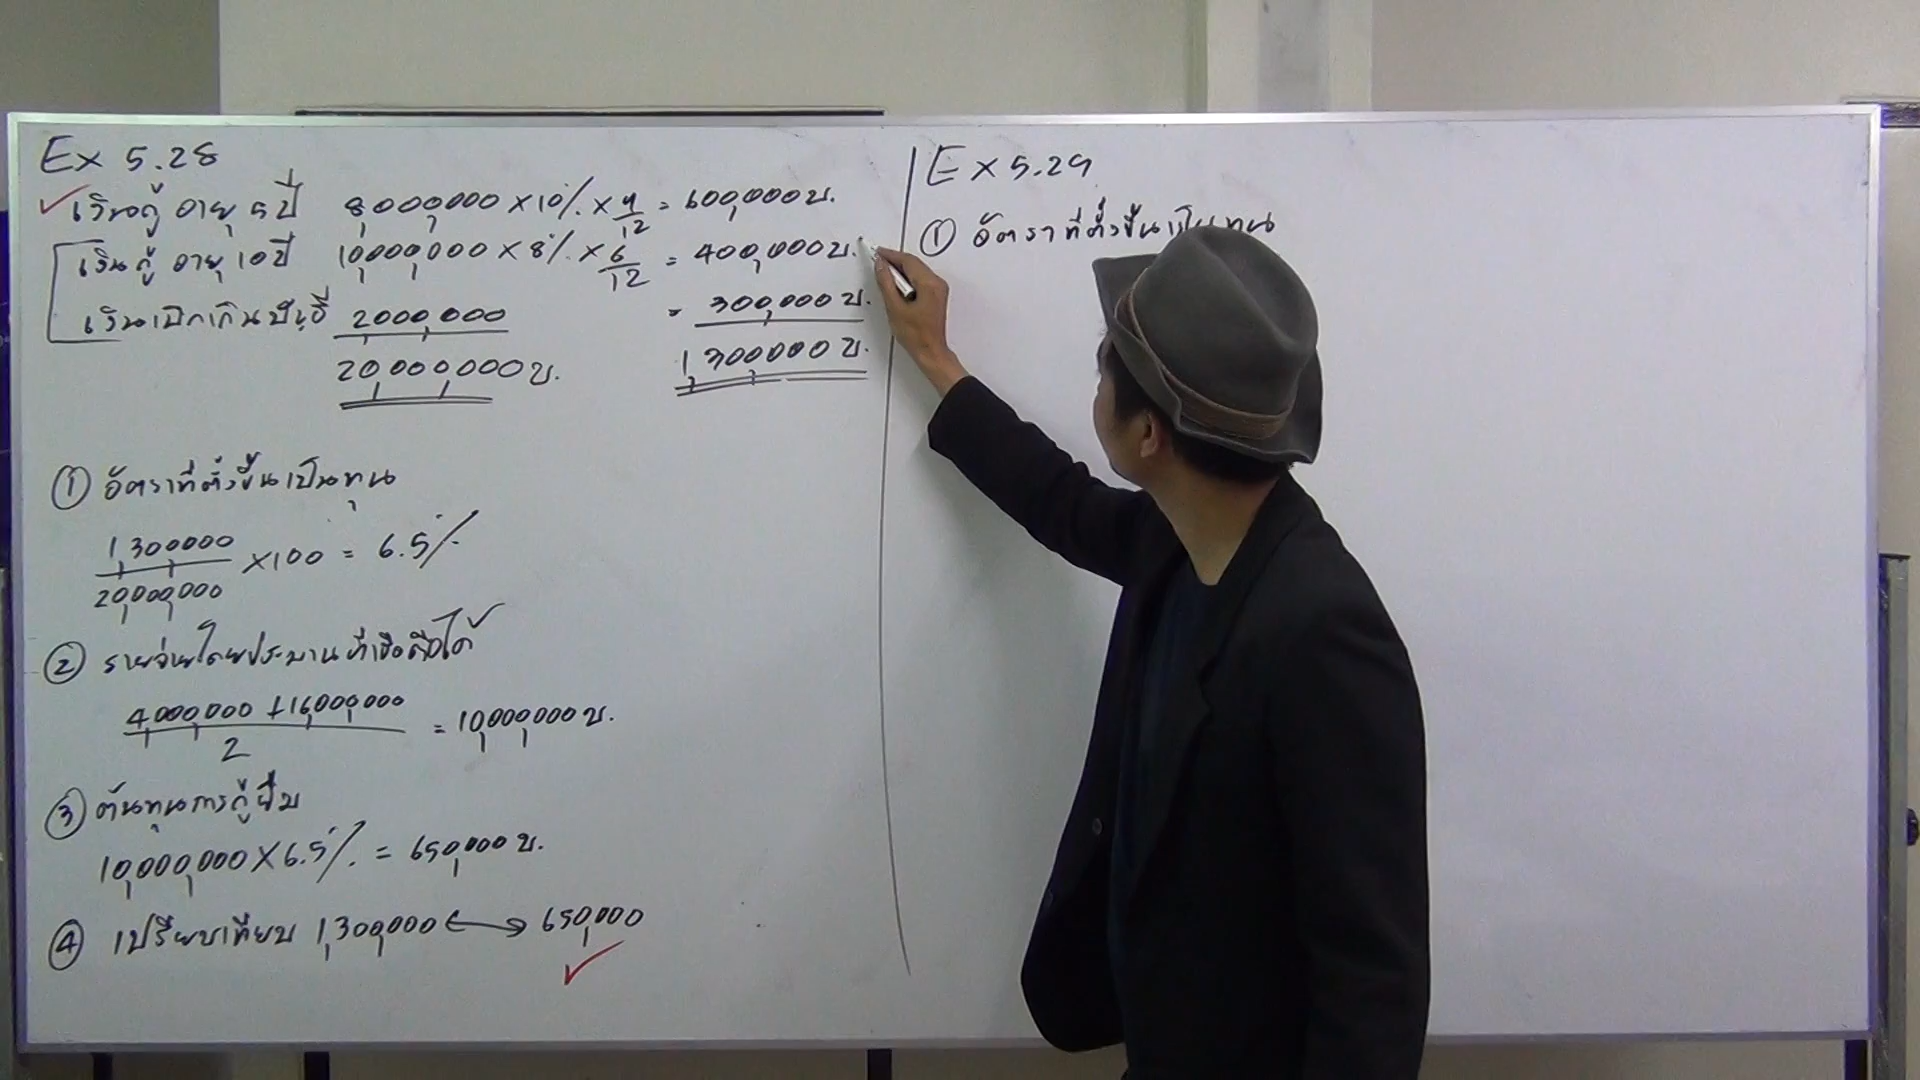 Ex 5.28
เงินกู้ อายุ 5 ปี 8,000,000 x 10% x 9/12 = 600,000 บ.
เงินกู้ อายุ 10 ปี 10,000,000 x 8% x 6/12 = 400,000 บ.
เงินเบิกเกินบัญชี 2,000,000 = 300,000 บ.
20,000,000 บ. 1,300,000 บ.
① อัตราที่ตั้งขึ้นเป็นทุน
1,300,000
20,000,000 x 100 = 6.5%
② รายจ่ายโดยประมาณที่เชื่อถือได้
4,000,000 + 16,000,000
2 = 10,000,000 บ.
③ ต้นทุนการกู้ยืม
10,000,000 x 6.5% = 650,000 บ.
④ เปรียบเทียบ 1,300,000 ↔ 650,000
Ex 5.29
① อัตราที่ตั้งขึ้นเป็นทุน